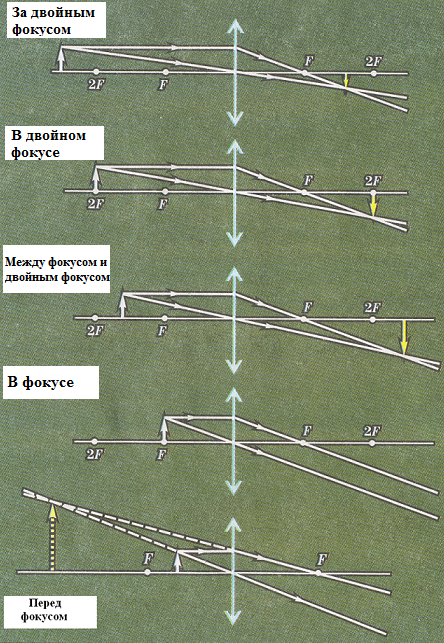 За двойным
фокусом
2F F F 2F
В двойном
фокусе
2F F F 2F
Между фокусом и
двойным фокусом
2F F F 2F
В фокусе
2F F F 2F
F F
Перед
фокусом